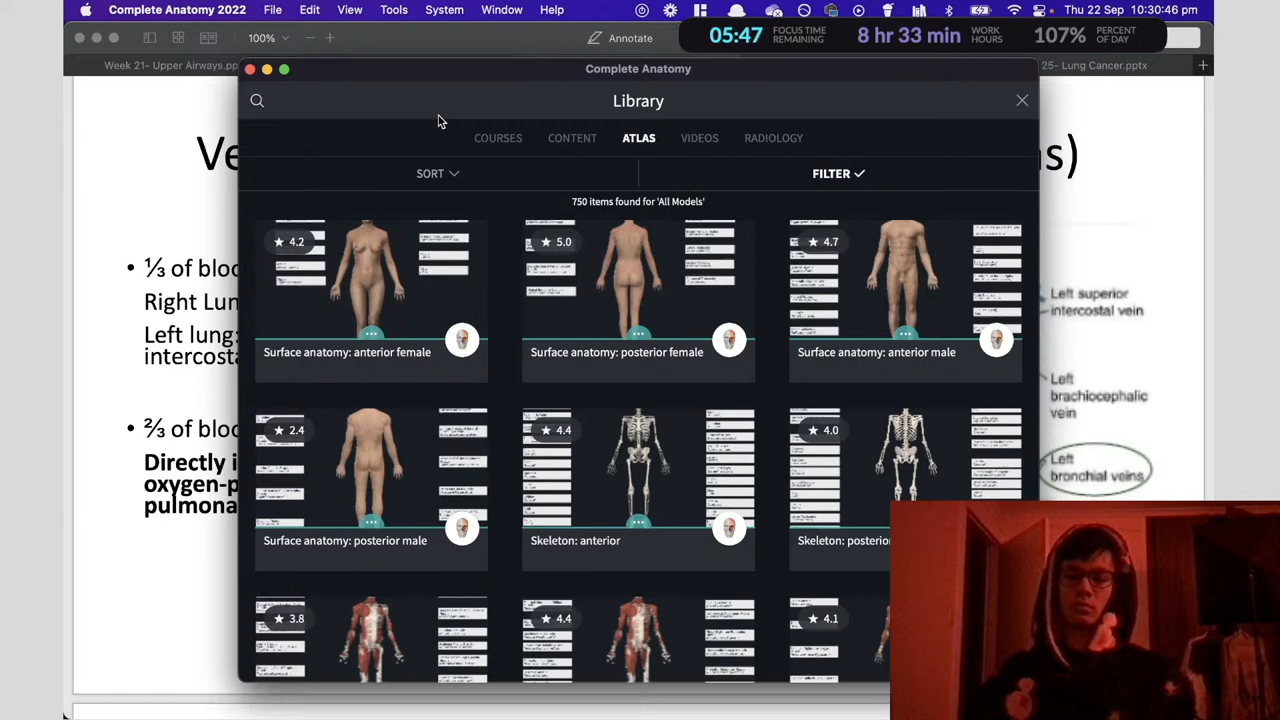 Complete Anatomy 2022 File Edit View Tools System Window Help Thu 22 Sep 10:30:46 pm
100% Annotate
05:47 FOCUS TIME REMAINING 8 hr 33 min WORK HOURS 107% PERCENT OF DAY
Week 21- Upper Airways.pp
25- Lung Cancer.pptx
Complete Anatomy
Library
COURSES CONTENT ATLAS VIDEOS RADIOLOGY
SORT FILTER
750 items found for 'All Models'
4.2 5.0 4.7
Surface anatomy: anterior female Surface anatomy: posterior female Surface anatomy: anterior male
2.4 4.4 4.0
Surface anatomy: posterior male Skeleton: anterior Skeleton: posterio
3.8 4.4 4.1
Ve s)
• ⅓ of bloo
Right Lun
Left lung:
intercosta
• ⅔ of bloo
Directly i
oxygen-p
pulmona
Left superior
intercostal vein
Left
brachiocephalic
vein
Left
bronchial veins